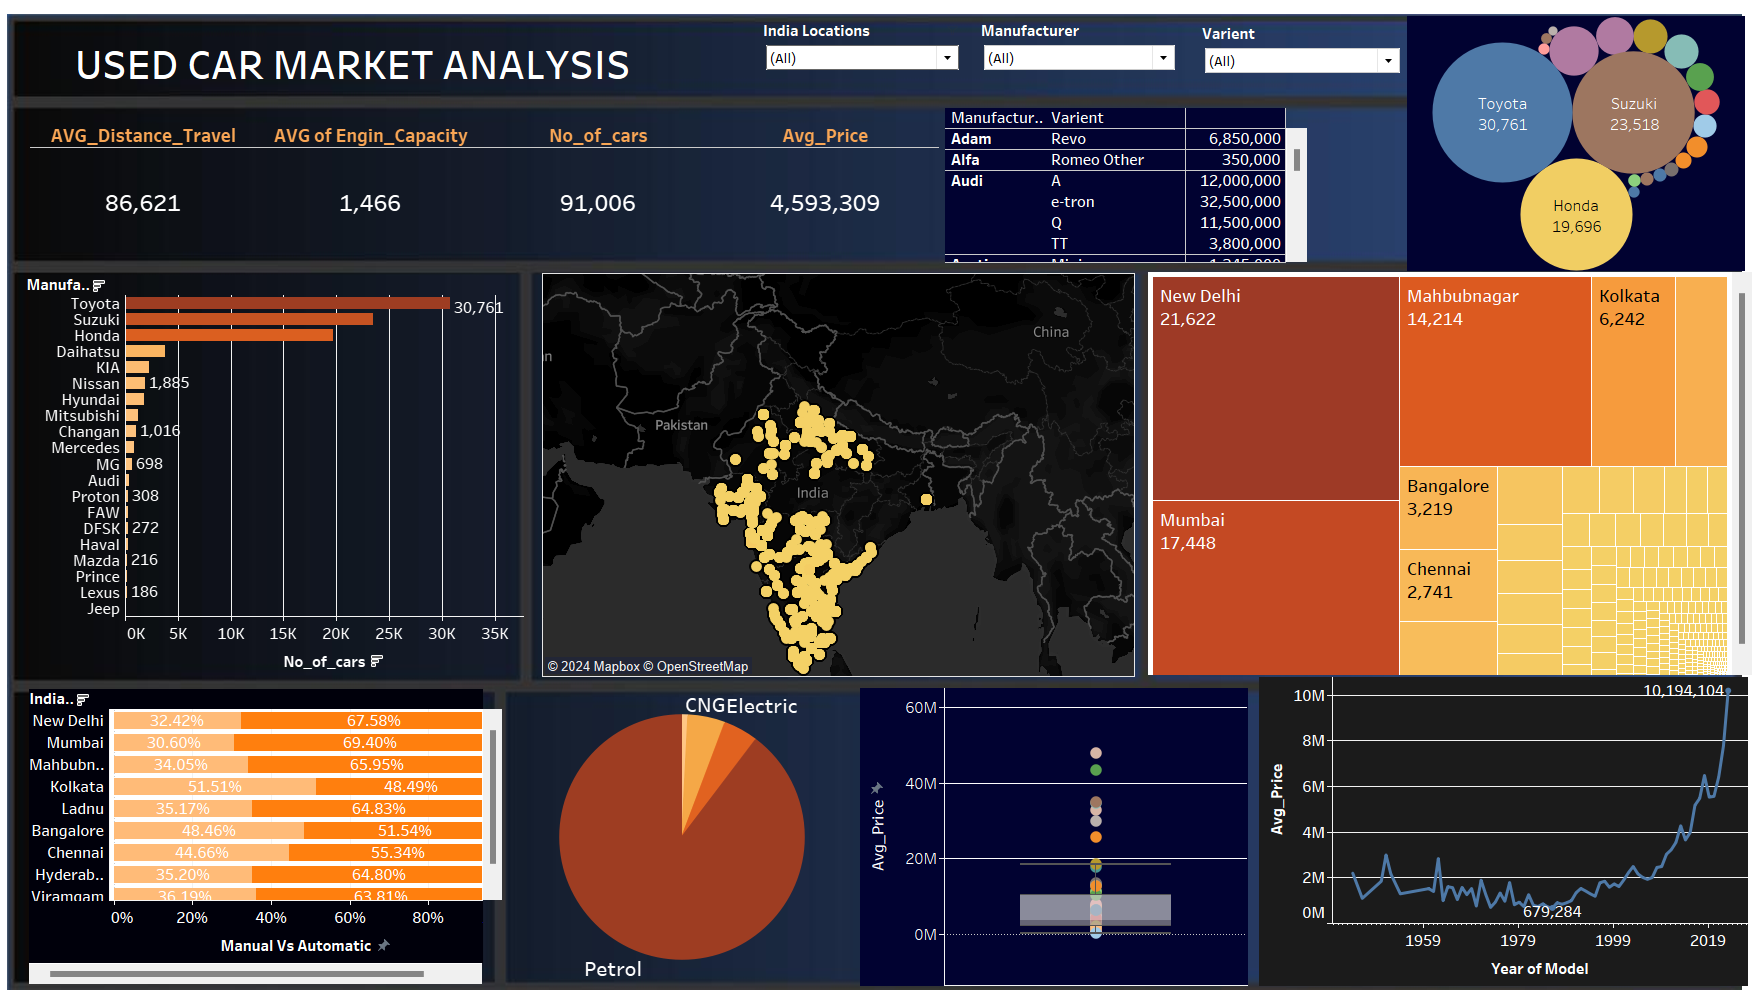 USED CAR MARKET ANALYSIS
India Locations
(All)
Manufacturer
(All)
Varient
(All)
AVG_Distance_Travel AVG of Engin_Capacity No_of_cars Avg_Price
86,621 1,466 91,006 4,593,309
Manufactur.. Varient
Adam Revo 6,850,000
Alfa Romeo Other 350,000
Audi A 12,000,000
e-tron 32,500,000
Q 11,500,000
TT 3,800,000
Toyota
30,761
Suzuki
23,518
Honda
19,696
Manufa..
Toyota 30,761
Suzuki
Honda
Daihatsu
KIA
Nissan 1,885
Hyundai
Mitsubishi
Changan 1,016
Mercedes
MG 698
Audi
Proton 308
FAW
DFSK 272
Haval
Mazda 216
Prince
Lexus 186
Jeep
0K 5K 10K 15K 20K 25K 30K 35K
No_of_cars
China
an
Pakistan
India
© 2024 Mapbox © OpenStreetMap
New Delhi
21,622
Mahbubnagar
14,214
Kolkata
6,242
Mumbai
17,448
Bangalore
3,219
Chennai
2,741
India..
New Delhi 32.42% 67.58%
Mumbai 30.60% 69.40%
Mahbubn.. 34.05% 65.95%
Kolkata 51.51% 48.49%
Ladnu 35.17% 64.83%
Bangalore 48.46% 51.54%
Chennai 44.66% 55.34%
Hyderab.. 35.20% 64.80%
Viramgam 36.19% 63.81%
0% 20% 40% 60% 80%
Manual Vs Automatic
CNG Electric
Petrol
60M
40M
20M
0M
Avg_Price
10,194,104
10M
8M
6M
4M
2M
0M
Avg_Price
679,284
1959 1979 1999 2019
Year of Model